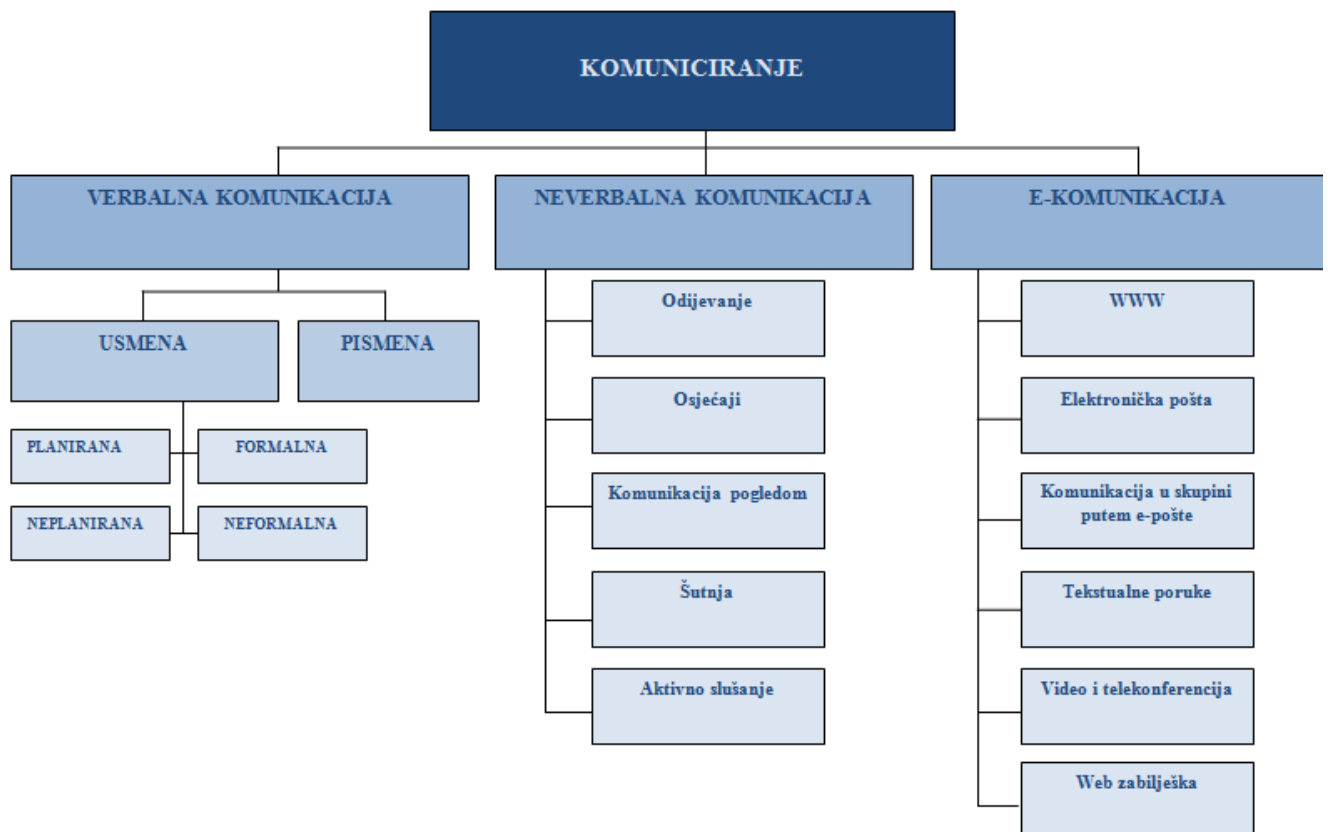 KOMUNICIRANJE
VERBALNA KOMUNIKACIJA
USMENA
PISMENA
PLANIRANA
FORMALNA
NEPLANIRANA
NEFORMALNA
NEVERBALNA KOMUNIKACIJA
Odijevanje
Osjećaji
Komunikacija pogledom
Šutnja
Aktivno slušanje
E-KOMUNIKACIJA
WWW
Elektronička pošta
Komunikacija u skupini
putem e-pošte
Tekstualne poruke
Video i telekonferencija
Web zabilješka